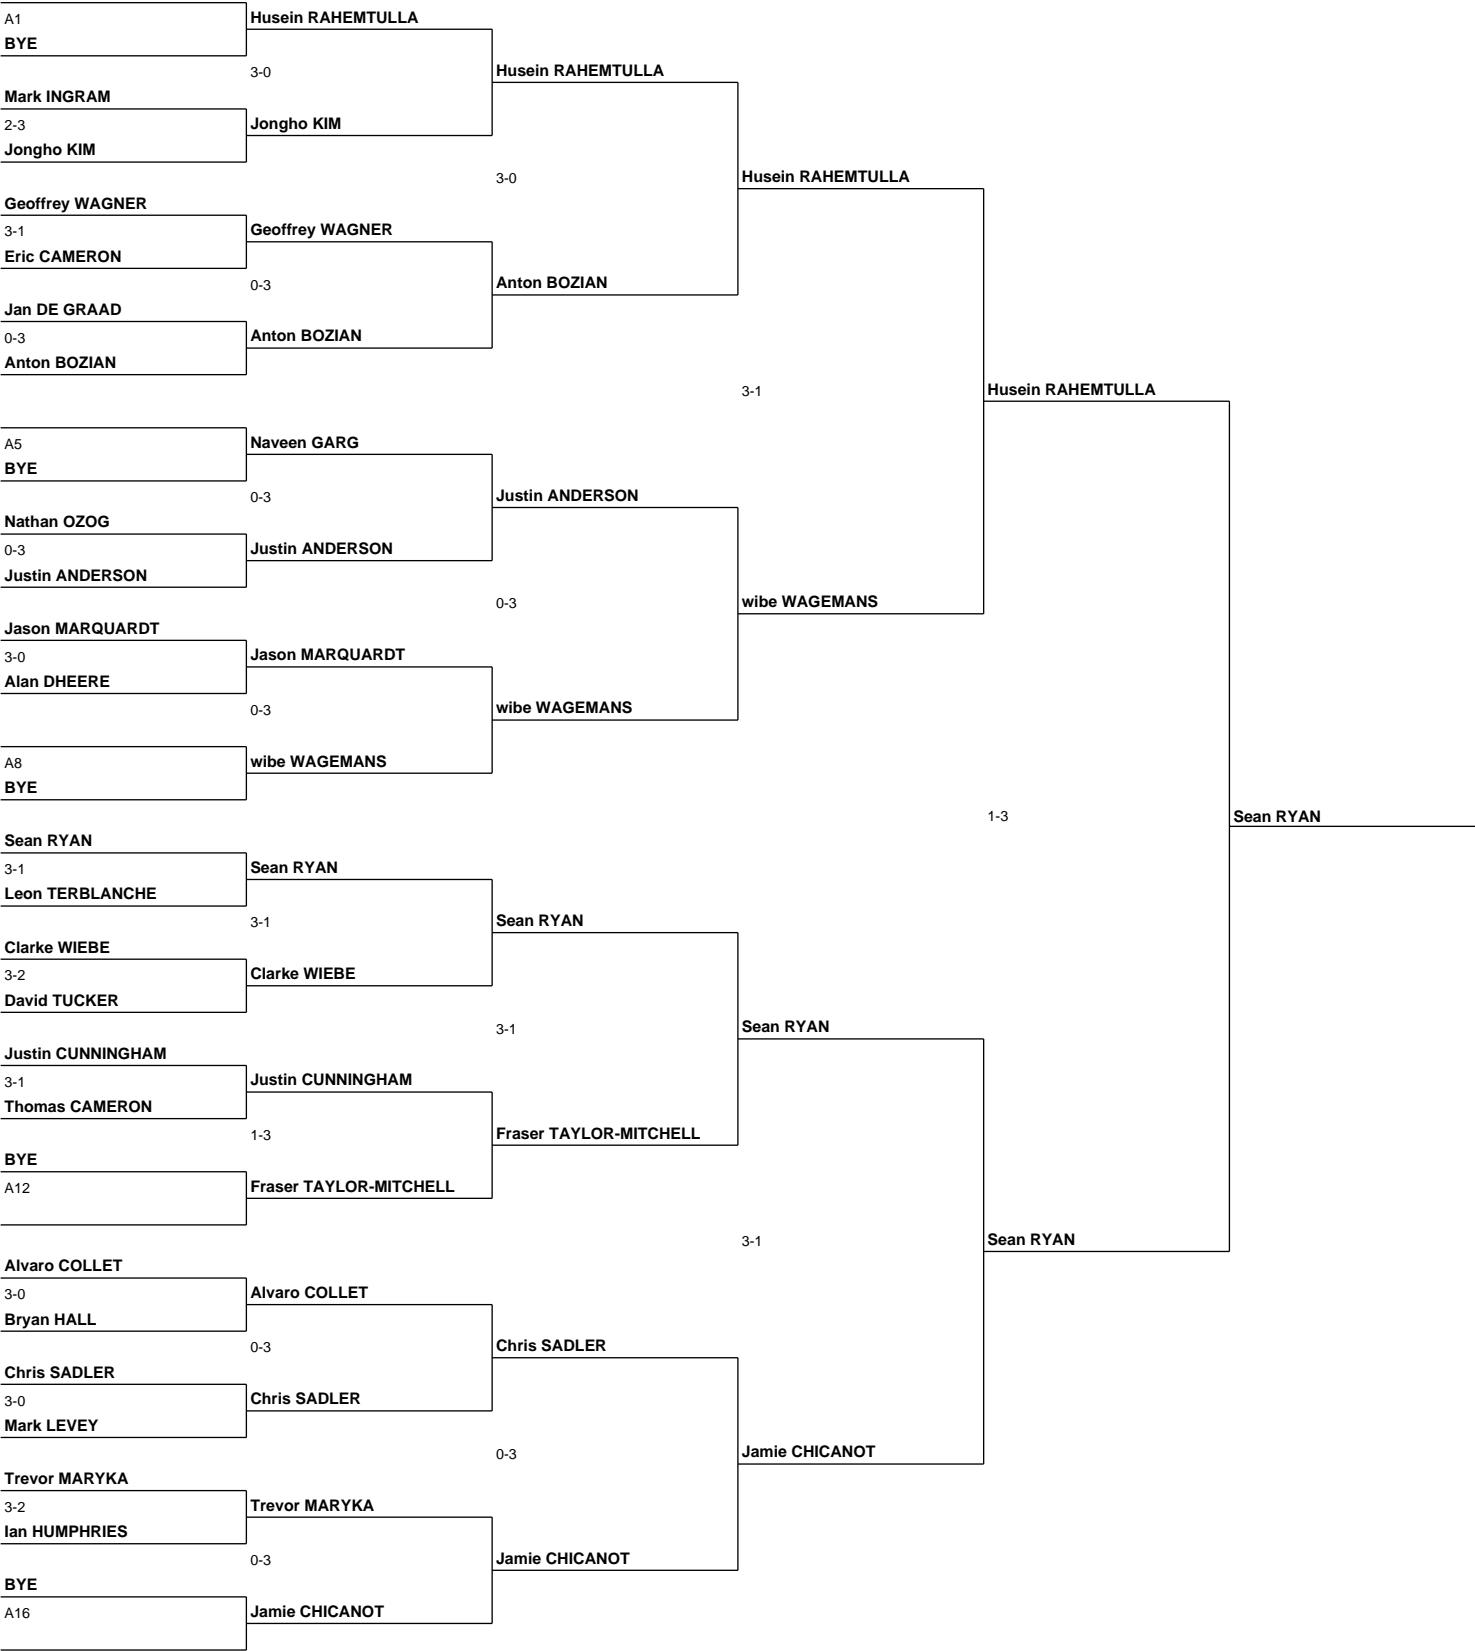 A1
BYE
Husein RAHEMTULLA
3-0
Husein RAHEMTULLA
Mark INGRAM
2-3
Jongho KIM
Jongho KIM
3-0
Husein RAHEMTULLA
Geoffrey WAGNER
3-1
Eric CAMERON
Geoffrey WAGNER
0-3
Anton BOZIAN
Jan DE GRAAD
0-3
Anton BOZIAN
Anton BOZIAN
3-1
Husein RAHEMTULLA
A5
BYE
Naveen GARG
0-3
Justin ANDERSON
Nathan OZOG
0-3
Justin ANDERSON
Justin ANDERSON
0-3
wibe WAGEMANS
Jason MARQUARDT
3-0
Alan DHEERE
Jason MARQUARDT
0-3
wibe WAGEMANS
A8
BYE
wibe WAGEMANS
1-3
Sean RYAN
Sean RYAN
3-1
Leon TERBLANCHE
Sean RYAN
3-1
Sean RYAN
Clarke WIEBE
3-2
David TUCKER
Clarke WIEBE
3-1
Sean RYAN
Justin CUNNINGHAM
3-1
Thomas CAMERON
Justin CUNNINGHAM
1-3
Fraser TAYLOR-MITCHELL
BYE
A12
Fraser TAYLOR-MITCHELL
3-1
Sean RYAN
Alvaro COLLET
3-0
Bryan HALL
Alvaro COLLET
0-3
Chris SADLER
Chris SADLER
3-0
Mark LEVEY
Chris SADLER
0-3
Jamie CHICANOT
Trevor MARYKA
3-2
Ian HUMPHRIES
Trevor MARYKA
0-3
Jamie CHICANOT
BYE
A16
Jamie CHICANOT